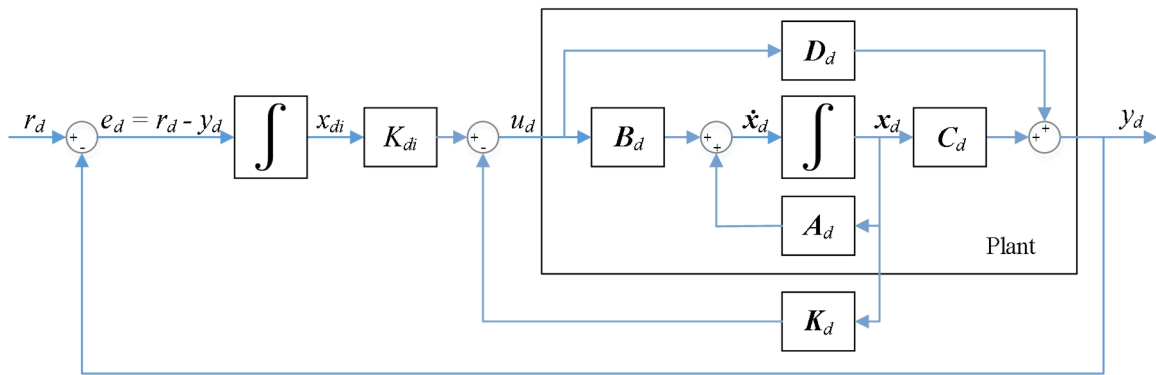 D_d
r_d
+
-
e_d = r_d - y_d
∫
x_di
K_di
+
-
u_d
B_d
+
+
ẋ_d
∫
x_d
C_d
+
+
y_d
A_d
Plant
K_d